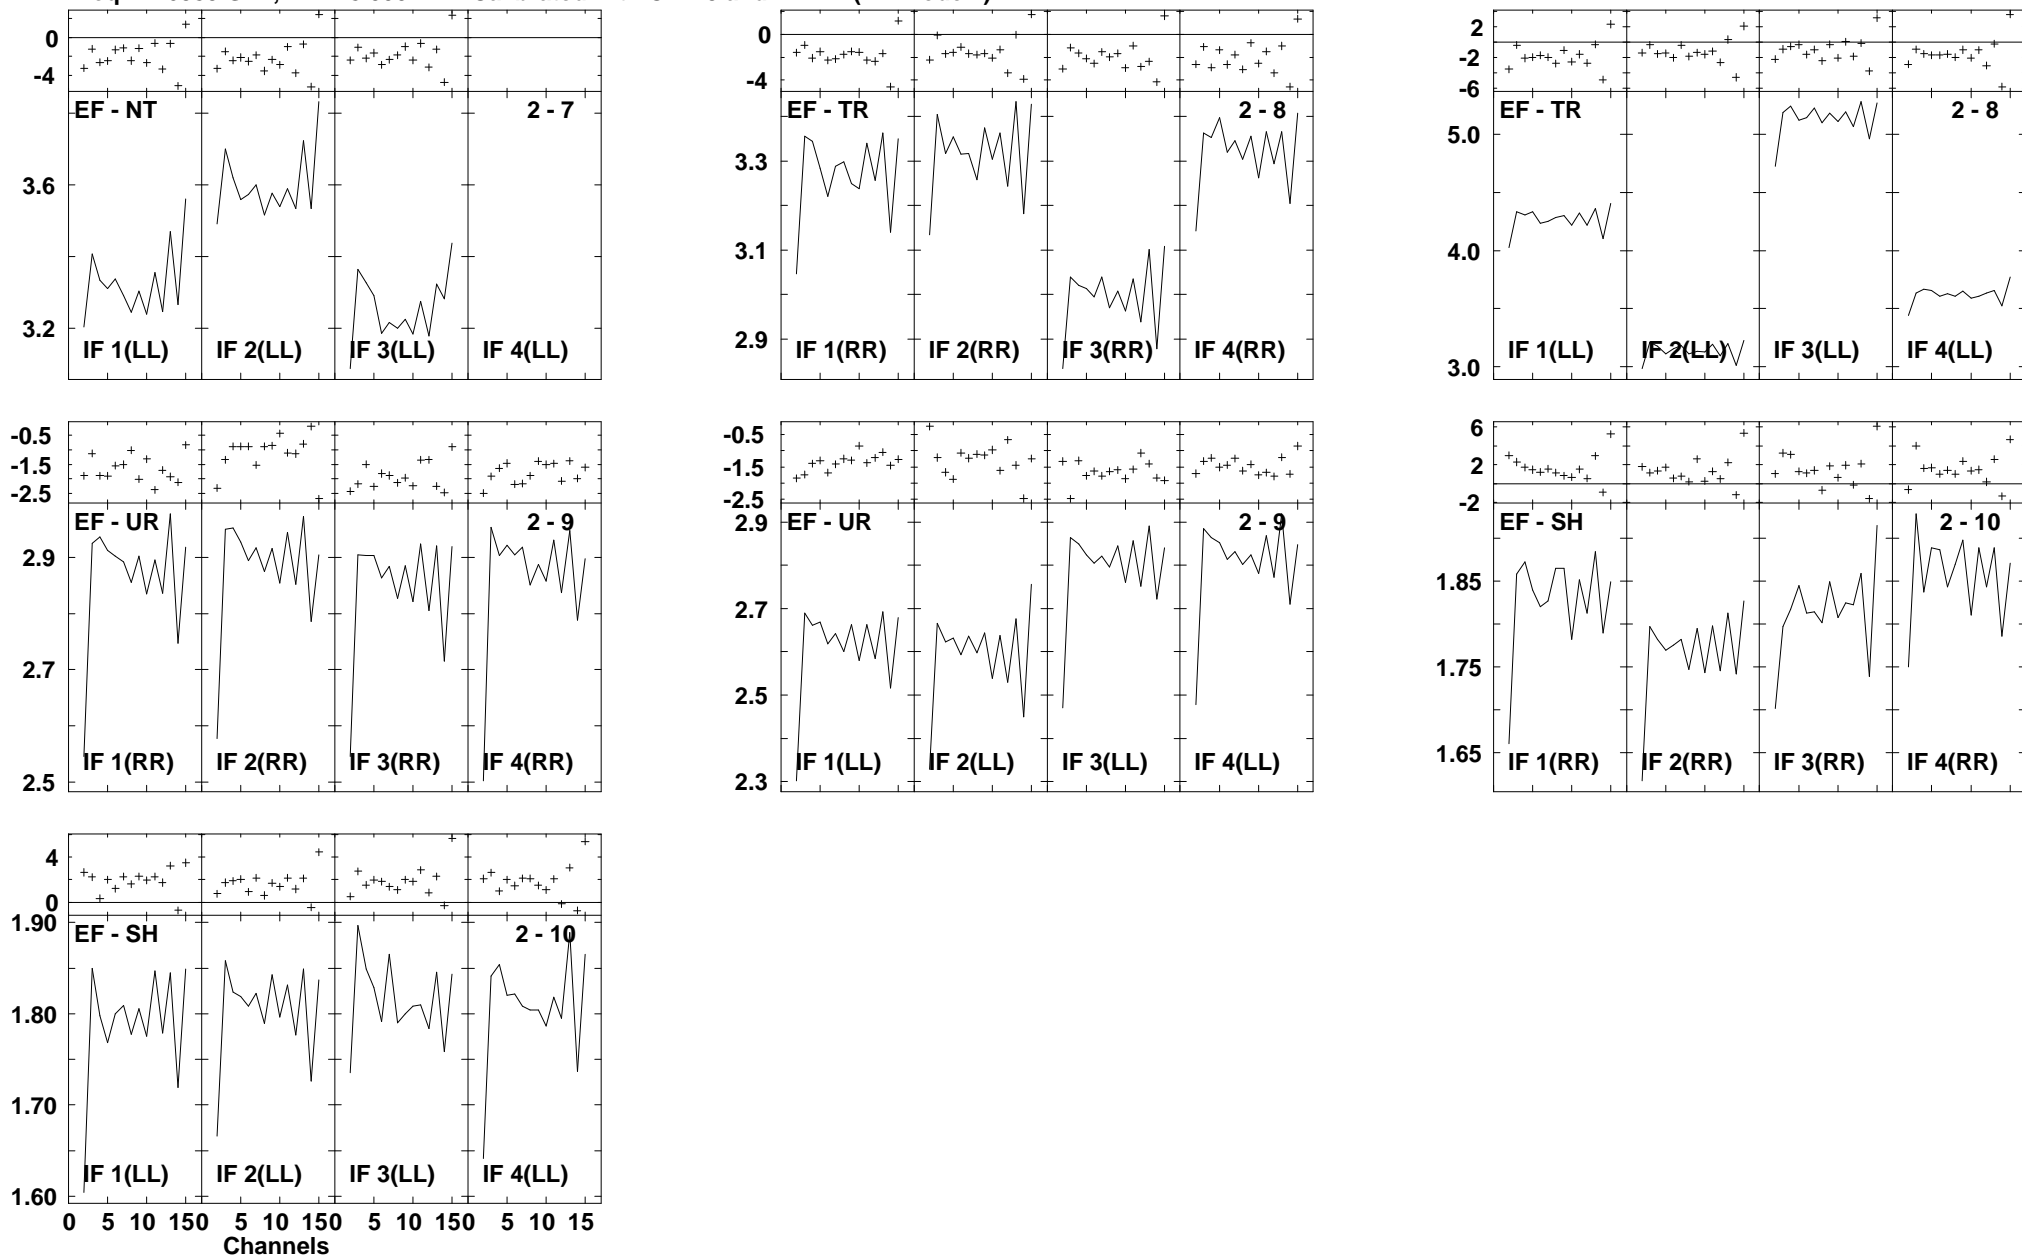 0
-4
EF - NT
2 - 7
3.6
3.2
IF 1(LL)
IF 2(LL)
IF 3(LL)
IF 4(LL)
0
-4
EF - TR
2 - 8
3.3
3.1
2.9
IF 1(RR)
IF 2(RR)
IF 3(RR)
IF 4(RR)
2
-2
-6
EF - TR
2 - 8
5.0
4.0
3.0
IF 1(LL)
IF 2(LL)
IF 3(LL)
IF 4(LL)
-0.5
-1.5
-2.5
EF - UR
2 - 9
2.9
2.7
2.5
IF 1(RR)
IF 2(RR)
IF 3(RR)
IF 4(RR)
-0.5
-1.5
-2.5
EF - UR
2 - 9
2.9
2.7
2.5
2.3
IF 1(LL)
IF 2(LL)
IF 3(LL)
IF 4(LL)
6
2
-2
EF - SH
2 - 10
1.85
1.75
1.65
IF 1(RR)
IF 2(RR)
IF 3(RR)
IF 4(RR)
4
0
EF - SH
2 - 10
1.90
1.80
1.70
1.60
IF 1(LL)
IF 2(LL)
IF 3(LL)
IF 4(LL)
0 5 10 150 5 10 150 5 10 150 5 10 15
Channels